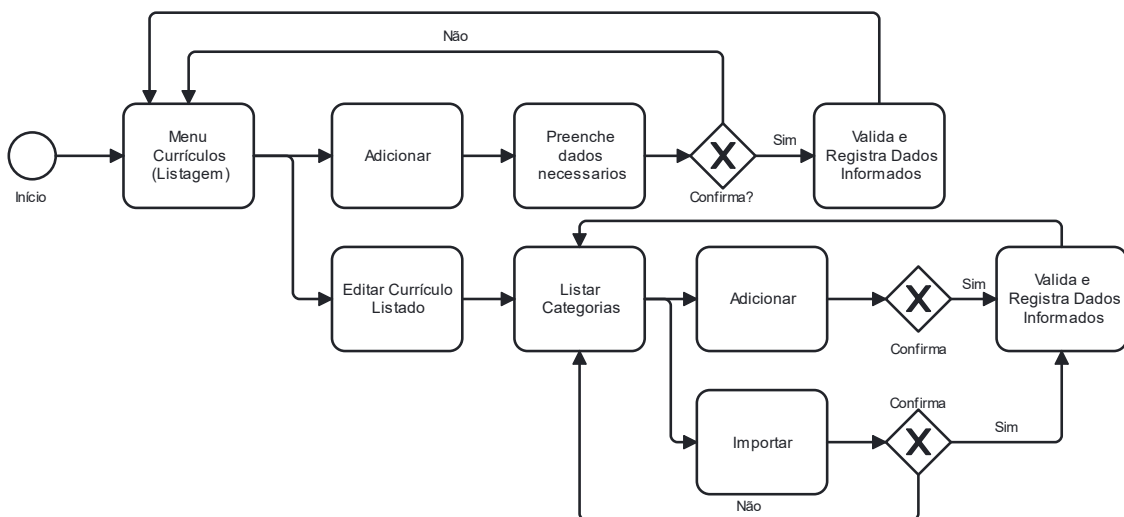 Não
Início
Menu
Currículos
(Listagem)
Adicionar
Preenche
dados
necessarios
Confirma?
Sim
Valida e
Registra Dados
Informados
Editar Currículo
Listado
Listar
Categorias
Adicionar
Confirma
Sim
Valida e
Registra Dados
Informados
Importar
Confirma
Sim
Não